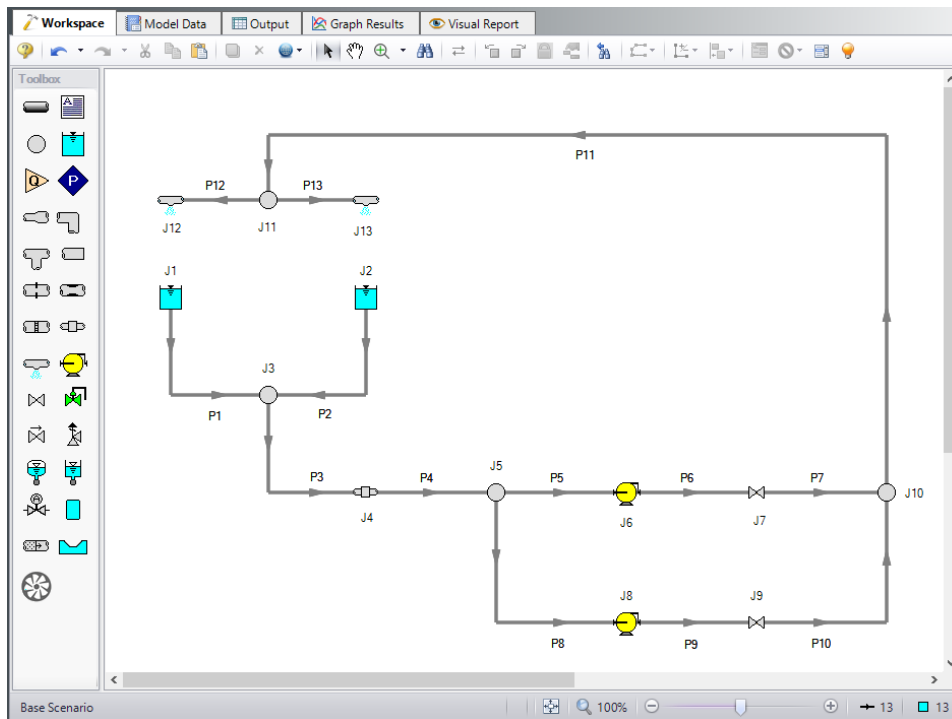 Workspace
Model Data
Output
Graph Results
Visual Report
Toolbox
A
Q
P
P11
P12
P13
J12
J11
J13
J1
J2
J3
P1
P2
P3
P4
J4
J5
P5
P6
P7
J6
J7
J10
J8
J9
P8
P9
P10
Base Scenario
100%
13
13